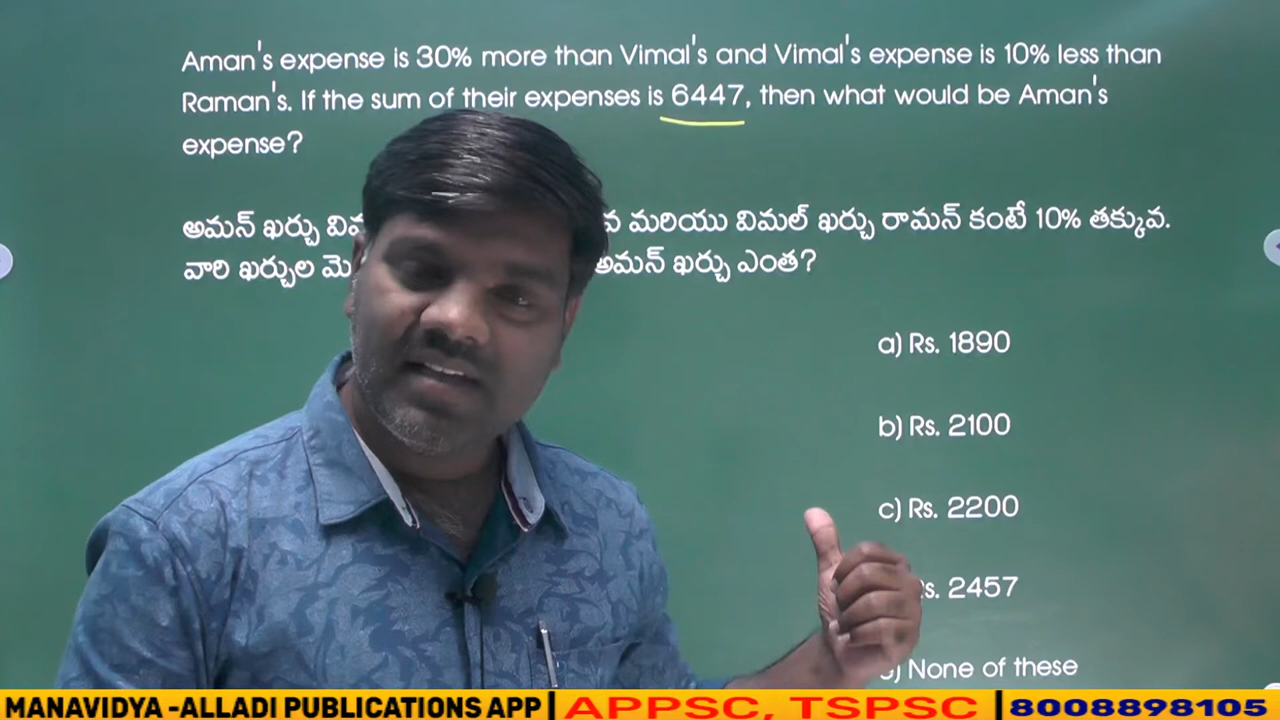 Aman's expense is 30% more than Vimal's and Vimal's expense is 10% less than
Raman's. If the sum of their expenses is 6447, then what would be Aman's
expense?
అమన్ ఖర్చు మరియు విమల్ ఖర్చు రామన్ కంటే 10% తక్కువ.
వారి ఖర్చుల అమన్ ఖర్చు ఎంత?
a) Rs. 1890
b) Rs. 2100
c) Rs. 2200
2457
None of these
MANAVIDYA -ALLADI PUBLICATIONS APP | APPSC, TSPSC | 8008898105